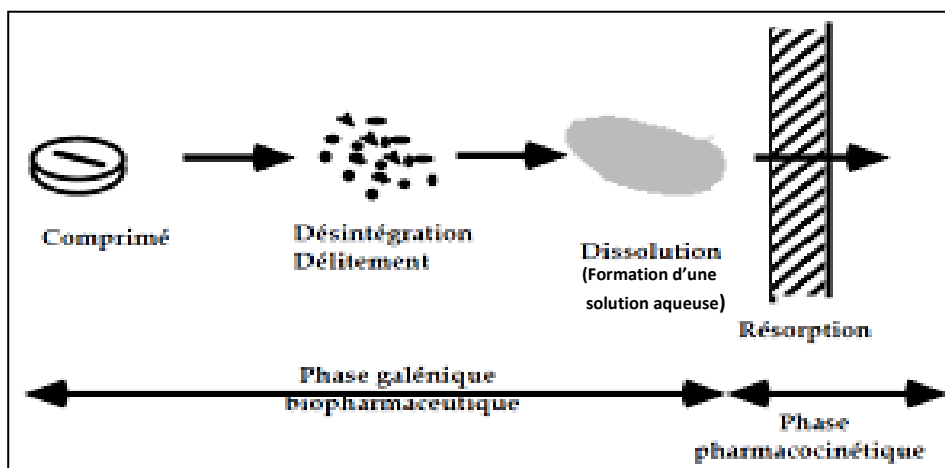 Comprimé
Désintégration
Délitement
Dissolution
(Formation d’une
solution aqueuse)
Résorption
Phase galénique
biopharmaceutique
Phase
pharmacocinétique